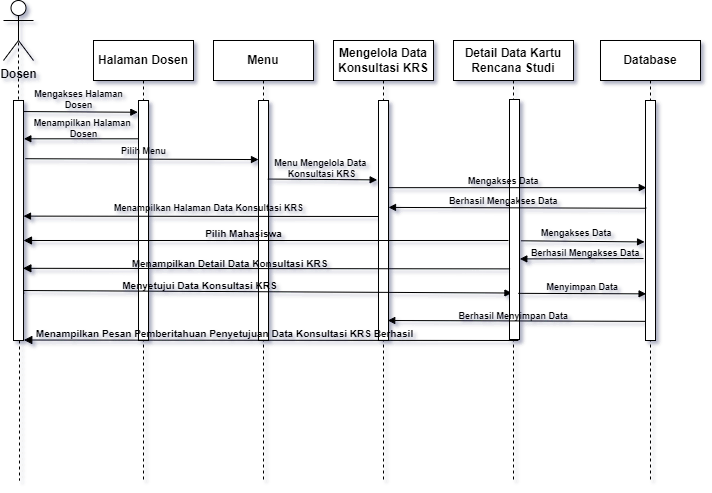 Dosen
Halaman Dosen
Menu
Mengelola Data
Konsultasi KRS
Detail Data Kartu
Rencana Studi
Database
Mengakses Halaman
Dosen
Menampilkan Halaman
Dosen
Pilih Menu
Menu Mengelola Data
Konsultasi KRS
Mengakses Data
Berhasil Mengakses Data
Menampilkan Halaman Data Konsultasi KRS
Pilih Mahasiswa
Mengakses Data
Berhasil Mengakses Data
Menampilkan Detail Data Konsultasi KRS
Menyetujui Data Konsultasi KRS
Menyimpan Data
Berhasil Menyimpan Data
Menampilkan Pesan Pemberitahuan Penyetujuan Data Konsultasi KRS Berhasil